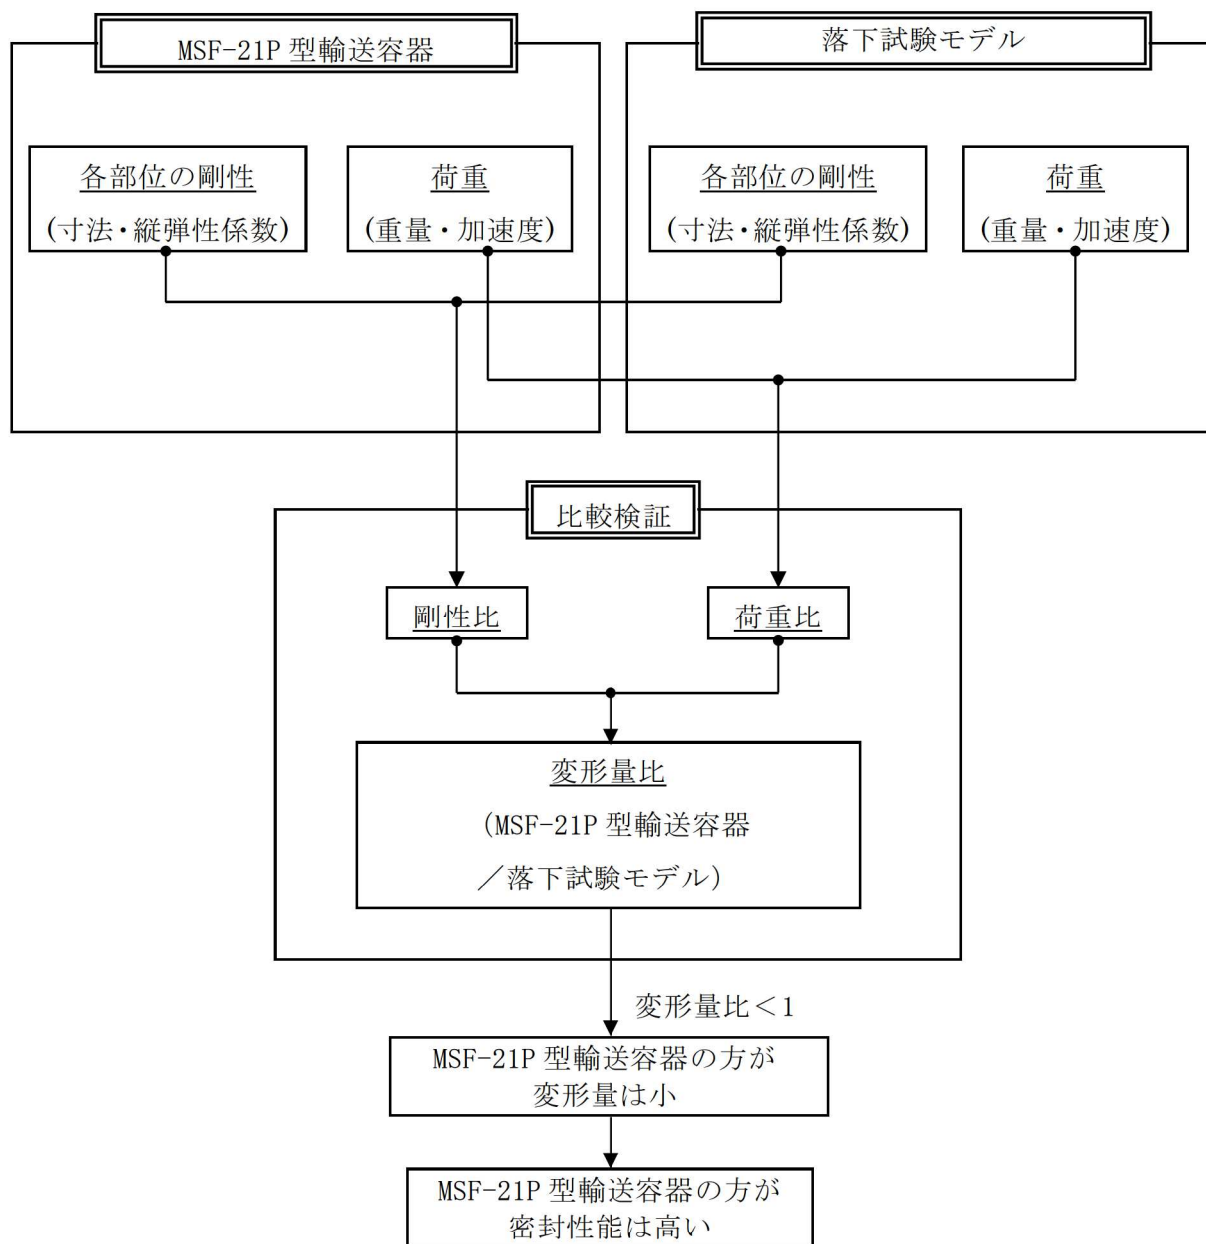 MSF-21P 型輸送容器
落下試験モデル
各部位の剛性
(寸法・縦弾性係数)
荷重
(重量・加速度)
各部位の剛性
(寸法・縦弾性係数)
荷重
(重量・加速度)
比較検証
剛性比
荷重比
変形量比
(MSF-21P 型輸送容器
／落下試験モデル)
変形量比＜1
MSF-21P 型輸送容器の方が
変形量は小
MSF-21P 型輸送容器の方が
密封性能は高い